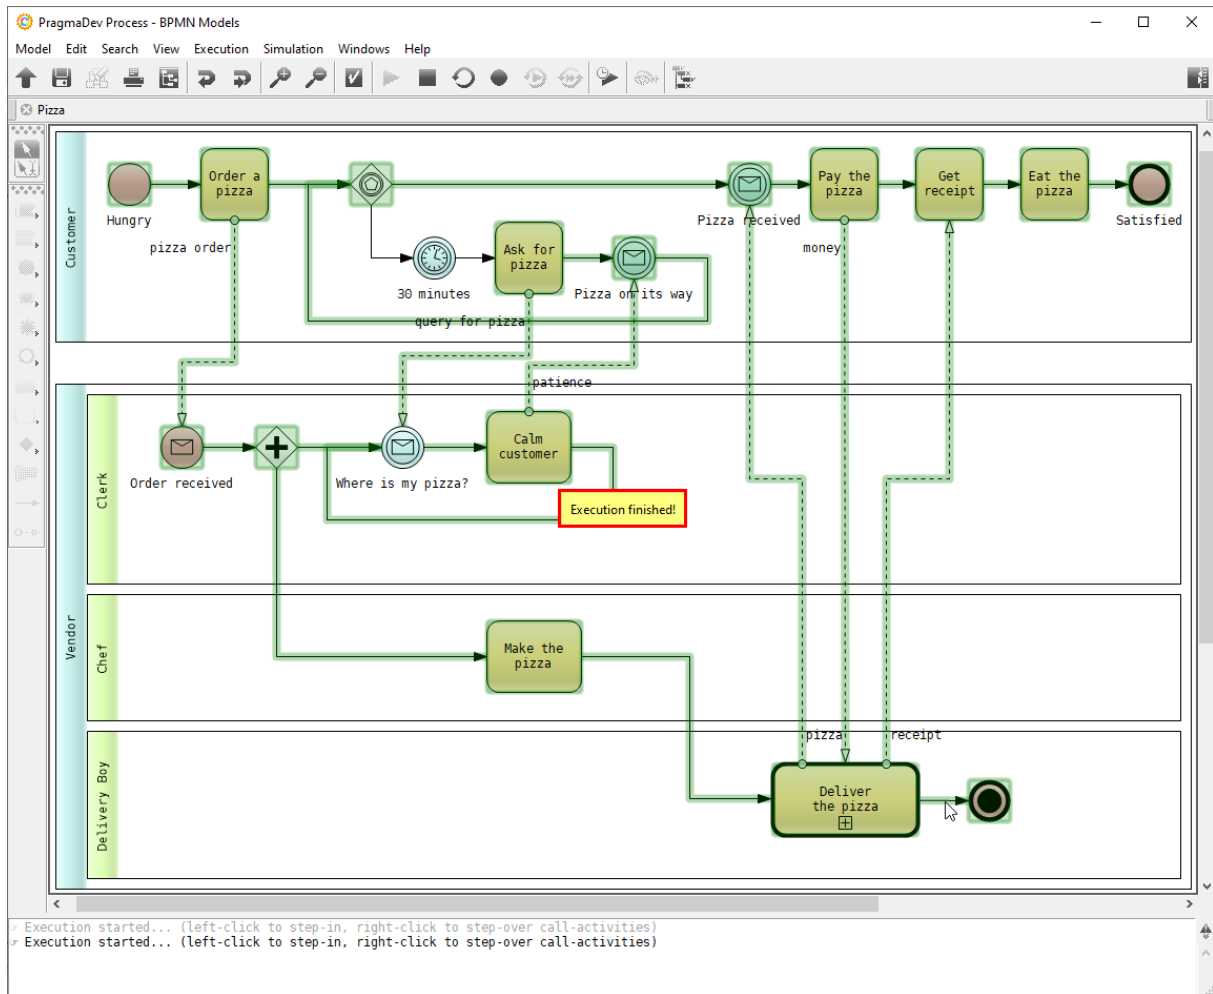 PragmaDev Process - BPMN Models
Model Edit Search View Execution Simulation Windows Help
Pizza
Customer
Hungry
Order a
pizza
pizza order
30 minutes
Ask for
pizza
query for pizza
Pizza on its way
Pizza received
Pay the
pizza
money
Get
receipt
Eat the
pizza
Satisfied
patience
Vendor
Clerk
Order received
Where is my pizza?
Calm
customer
Execution finished!
Chef
Make the
pizza
Delivery Boy
pizza
receipt
Deliver
the pizza
Execution started... (left-click to step-in, right-click to step-over call-activities)
Execution started... (left-click to step-in, right-click to step-over call-activities)